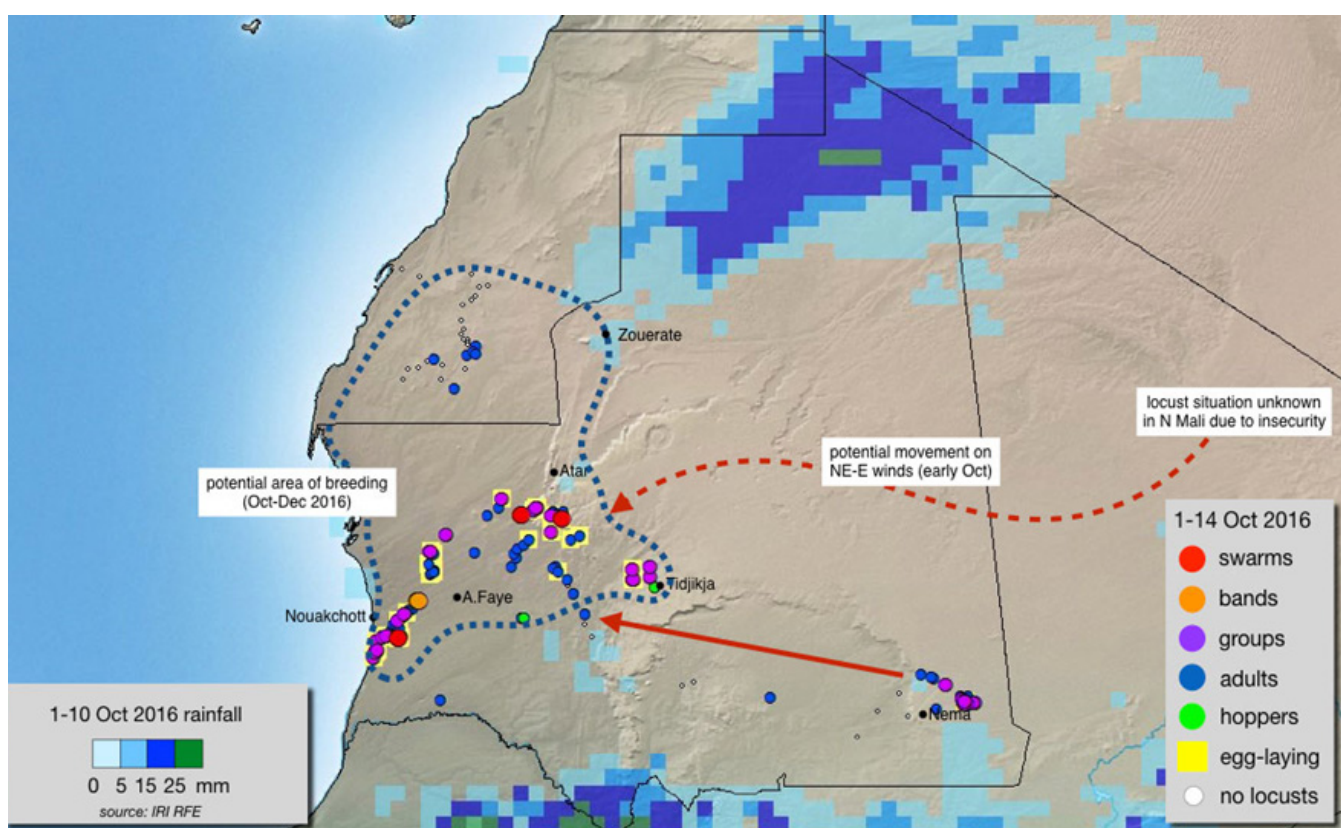 Zouerate
locust situation unknown
in N Mali due to insecurity
potential movement on
NE-E winds (early Oct)
Atar
potential area of breeding
(Oct-Dec 2016)
1-14 Oct 2016
swarms
bands
groups
adults
hoppers
egg-laying
no locusts
Tidjikja
A.Faye
Nouakchott
Nema
1-10 Oct 2016 rainfall
0 5 15 25 mm
source: IRI RFE